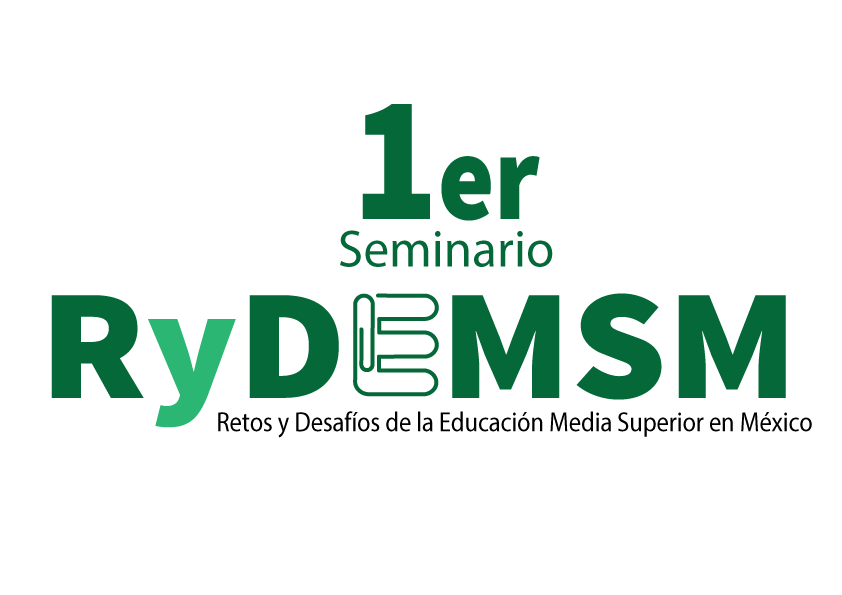 1er
Seminario
RyDEMSM
Retos y Desafíos de la Educación Media Superior en México